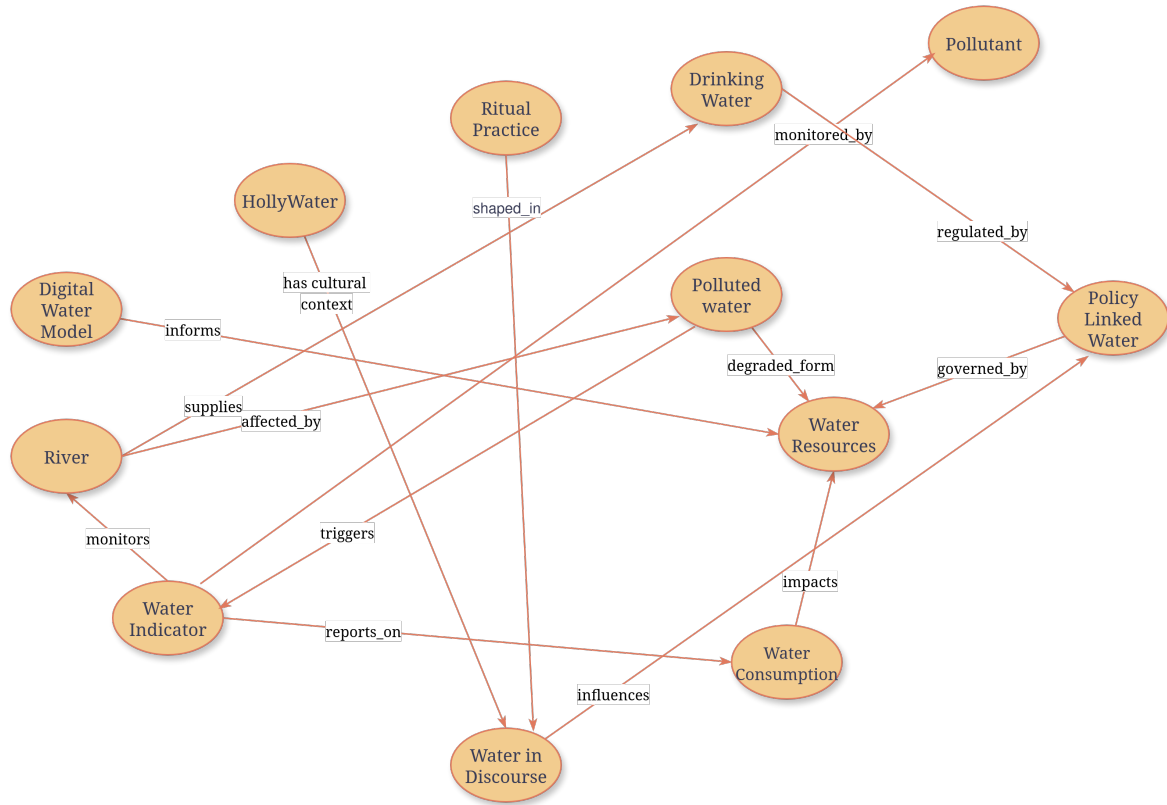 Pollutant
Drinking
Water
Ritual
Practice
monitored_by
HollyWater
shaped_in
regulated_by
has cultural
context
Digital
Water
Model
Polluted
water
Policy
Linked
Water
informs
degraded_form
governed_by
supplies
affected_by
Water
Resources
River
monitors
triggers
impacts
Water
Indicator
reports_on
Water
Consumption
influences
Water in
Discourse